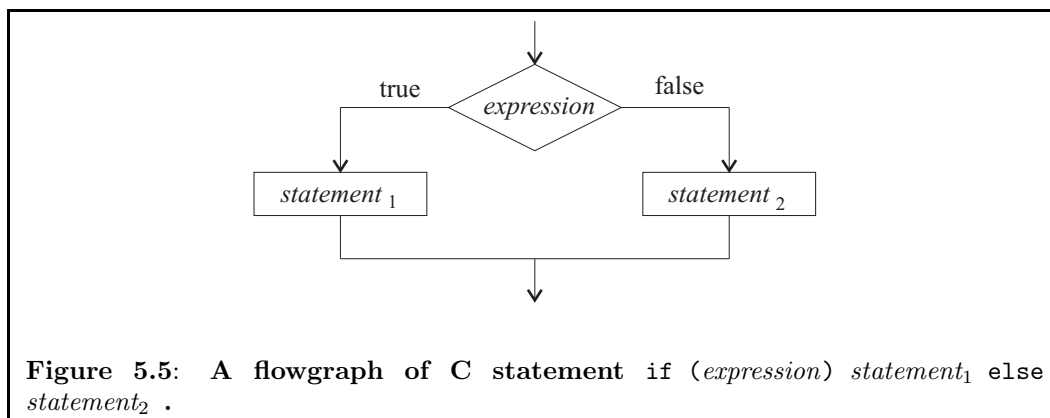 true
false
expression
statement 1
statement 2
Figure 5.5: A flowgraph of C statement if (expression) statement1 else
statement2 .